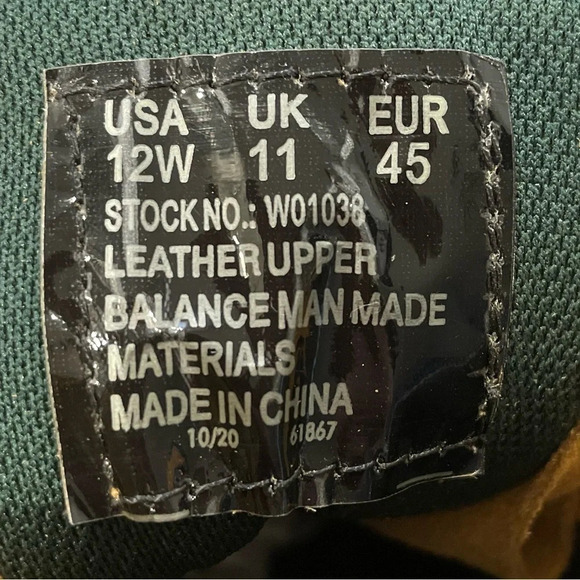 USA UK EUR
12W 11 45
STOCK NO.: W01038
LEATHER UPPER
BALANCE MAN MADE
MATERIALS
MADE IN CHINA
10/20 61867